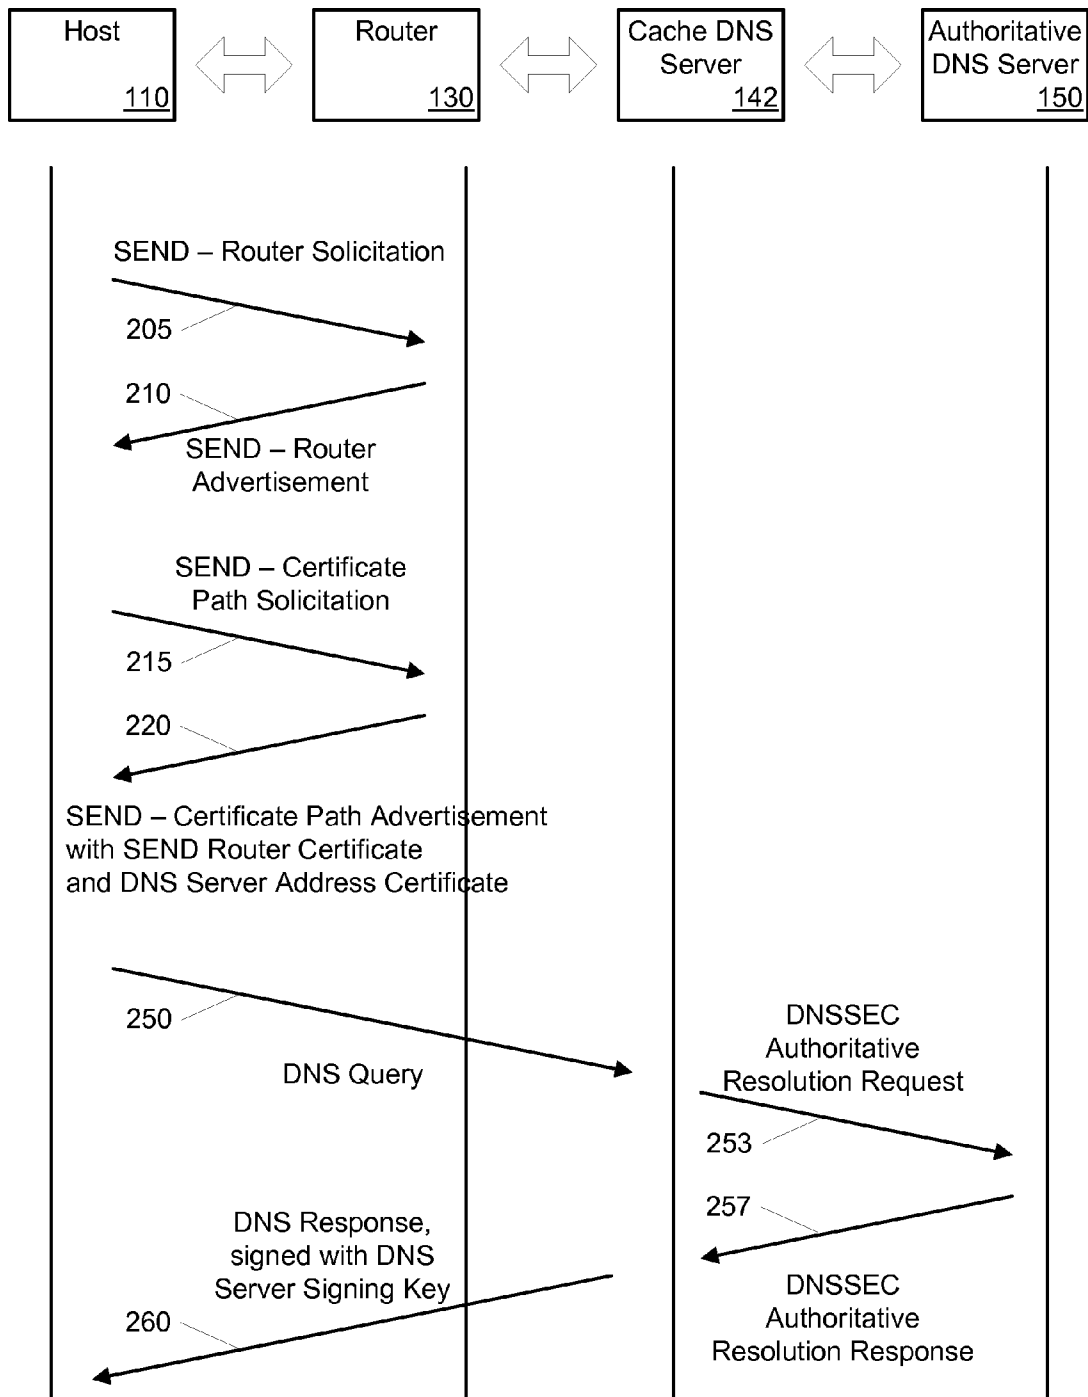 Host
110
Router
130
Cache DNS
Server
142
Authoritative
DNS Server
150
SEND – Router Solicitation
205
210
SEND – Router
Advertisement
SEND – Certificate
Path Solicitation
215
220
SEND – Certificate Path Advertisement
with SEND Router Certificate
and DNS Server Address Certificate
250
DNS Query
DNSSEC
Authoritative
Resolution Request
253
257
DNS Response,
signed with DNS
Server Signing Key
260
DNSSEC
Authoritative
Resolution Response